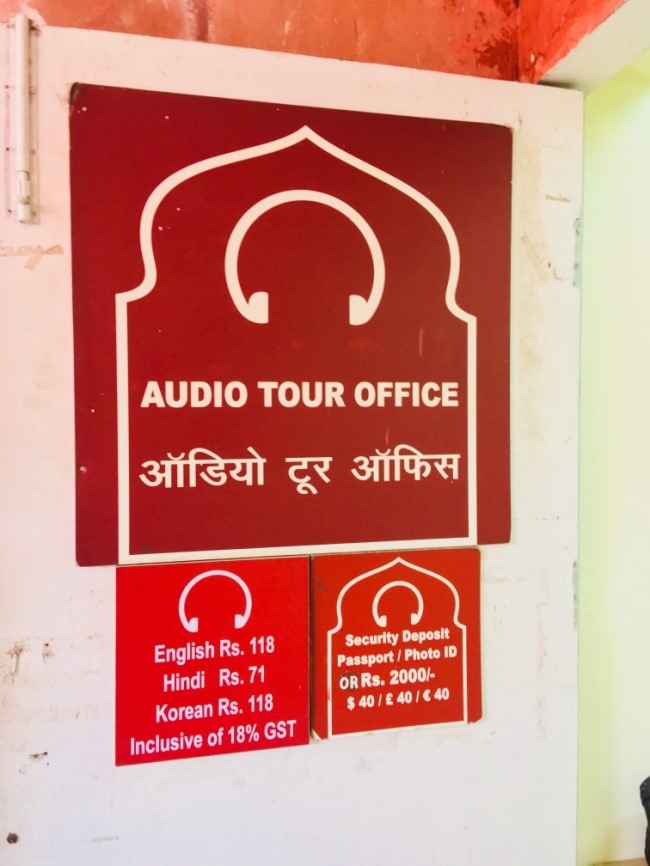 AUDIO TOUR OFFICE
ऑडियो टूर ऑफिस
English Rs. 118
Hindi Rs. 71
Korean Rs. 118
Inclusive of 18% GST
Security Deposit
Passport / Photo ID
OR Rs. 2000/-
$ 40 / £ 40 / € 40